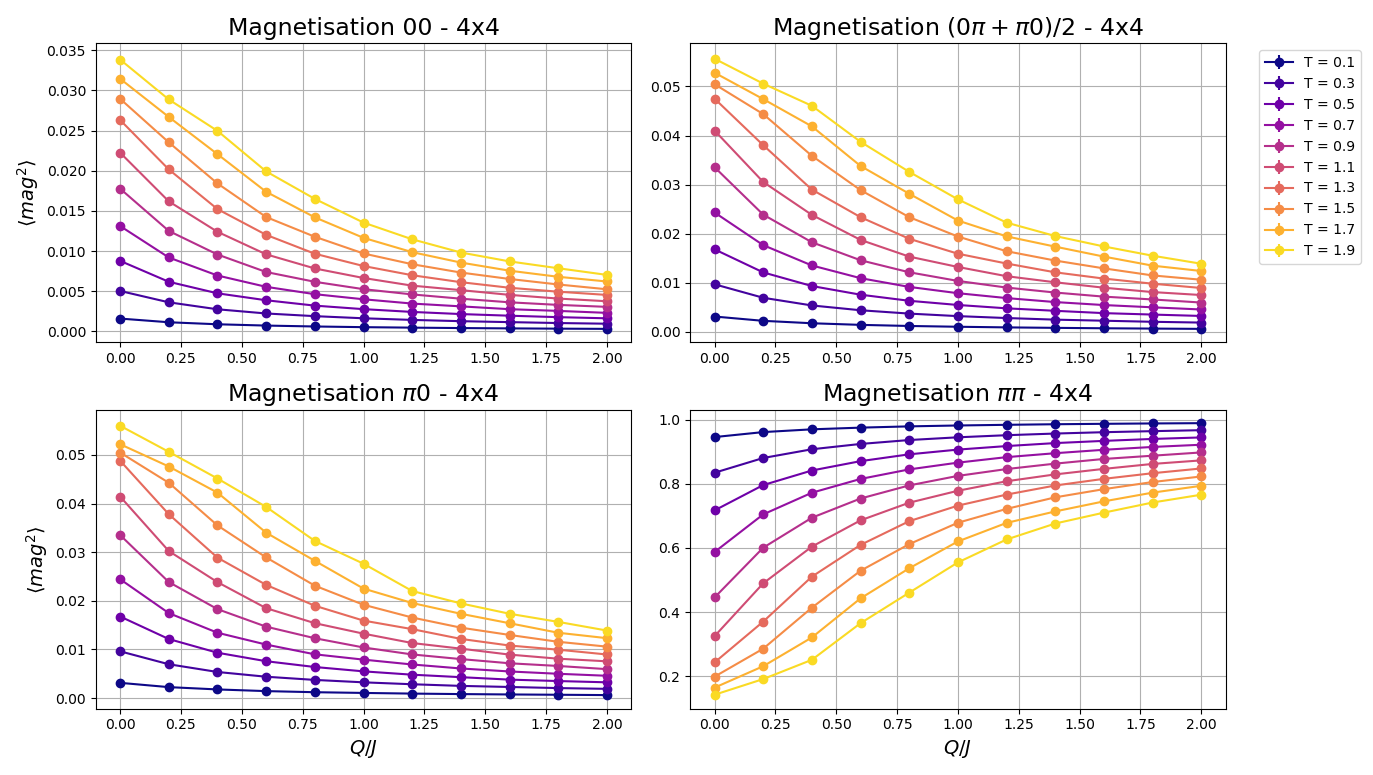 Magnetisation 00 - 4x4
⟨mag²⟩
0.035
0.030
0.025
0.020
0.015
0.010
0.005
0.000
0.00 0.25 0.50 0.75 1.00 1.25 1.50 1.75 2.00
Magnetisation (0π + π0)/2 - 4x4
0.05
0.04
0.03
0.02
0.01
0.00
0.00 0.25 0.50 0.75 1.00 1.25 1.50 1.75 2.00
T = 0.1
T = 0.3
T = 0.5
T = 0.7
T = 0.9
T = 1.1
T = 1.3
T = 1.5
T = 1.7
T = 1.9
Magnetisation π0 - 4x4
⟨mag²⟩
0.05
0.04
0.03
0.02
0.01
0.00
0.00 0.25 0.50 0.75 1.00 1.25 1.50 1.75 2.00
Q/J
Magnetisation ππ - 4x4
1.0
0.8
0.6
0.4
0.2
0.00 0.25 0.50 0.75 1.00 1.25 1.50 1.75 2.00
Q/J